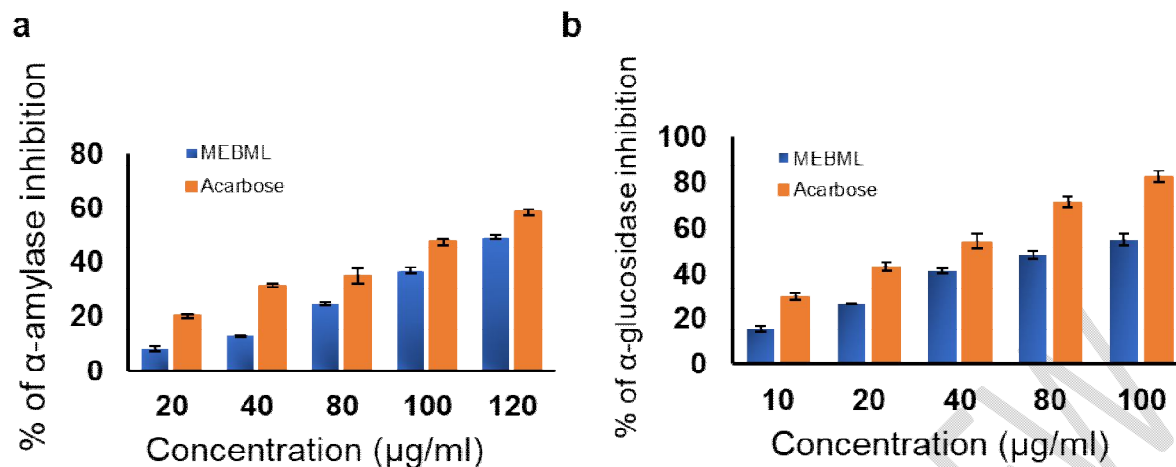 a
% of α-amylase inhibition
80
60
40
20
0
MEBML
Acarbose
20 40 80 100 120
Concentration (µg/ml)
b
% of α-glucosidase inhibition
100
80
60
40
20
0
MEBML
Acarbose
10 20 40 80 100
Concentration (µg/ml)